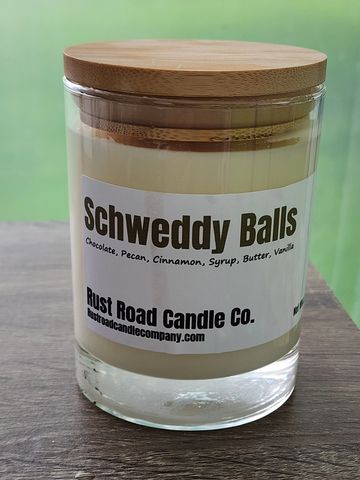 Schweddy Balls
Chocolate, Pecan, Cinnamon, Syrup, Butter, Vanilla
Rust Road Candle Co.
Rustroadcandlecompany.com